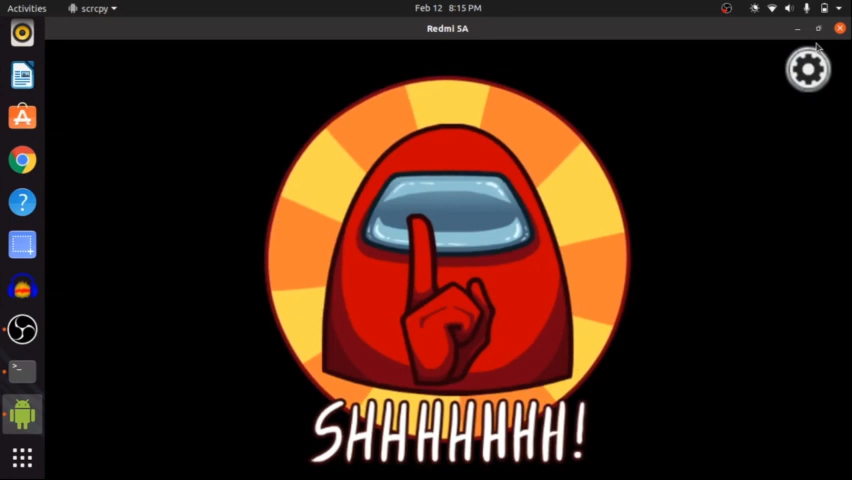 Activities
scrcpy
Feb 12 8:15 PM
Redmi 5A
SHHHHHHH!